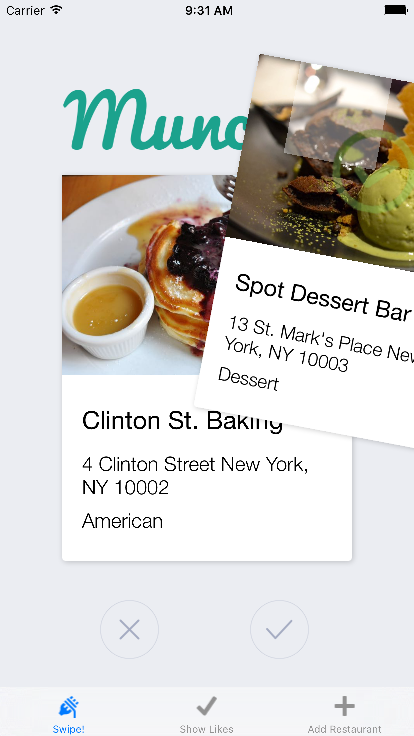 Carrier 9:31 AM
Munc
Spot Dessert Bar
13 St. Mark's Place New
York, NY 10003
Dessert
Clinton St. Baking
4 Clinton Street New York,
NY 10002
American
Swipe! Show Likes Add Restaurant